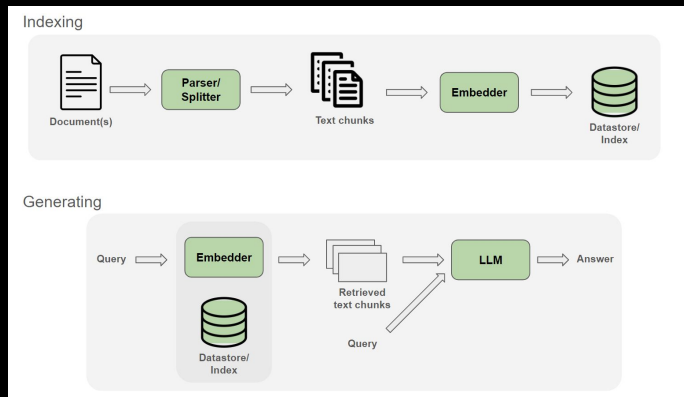 Indexing
Parser/
Splitter
Embedder
Document(s)
Text chunks
Datastore/
Index
Generating
Query
Embedder
LLM
Answer
Retrieved
text chunks
Query
Datastore/
Index